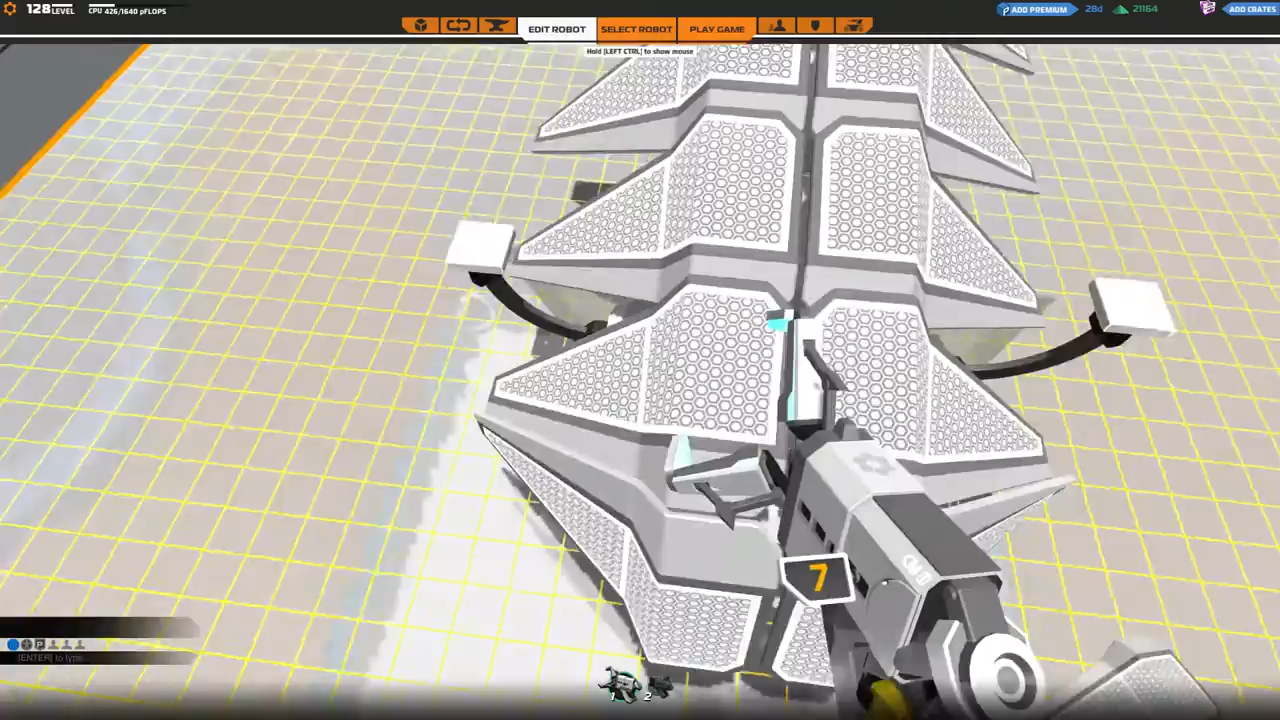 128 LEVEL
CPU 426/1640 pFLOPS
EDIT ROBOT
SELECT ROBOT
PLAY GAME
ADD PREMIUM
28d
21164
ADD CRATES
Hold [LEFT CTRL] to show mouse
7
[ENTER] to type
1
2